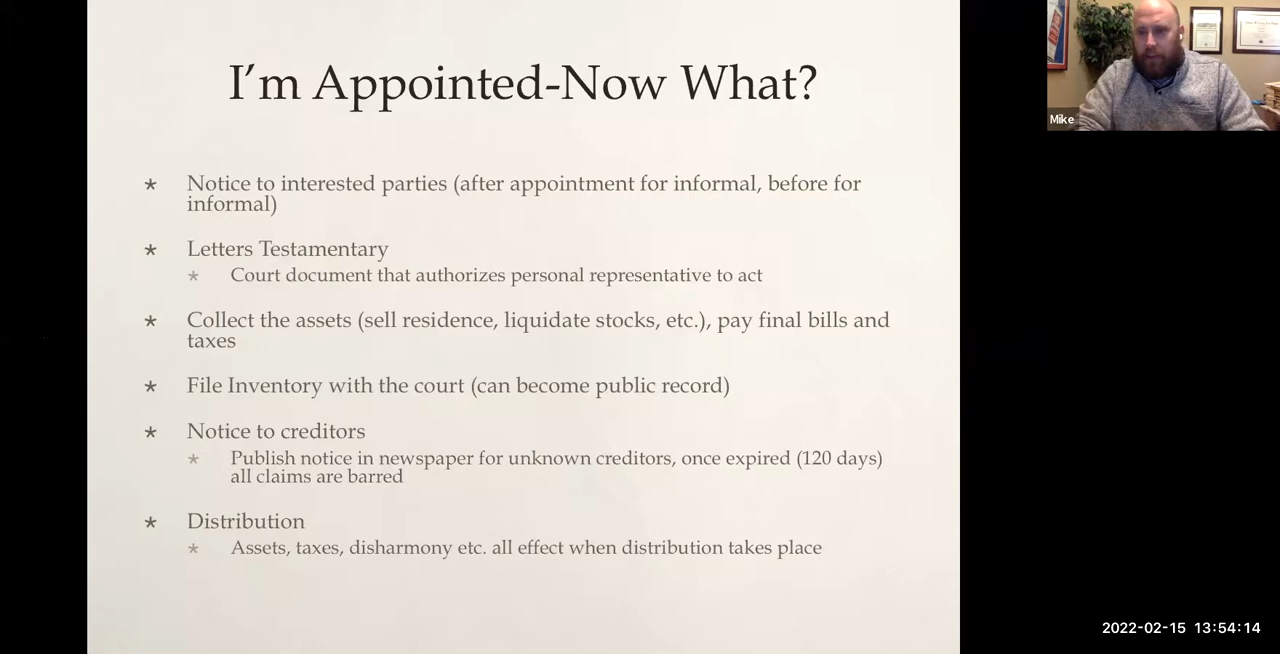 I'm Appointed-Now What?
* Notice to interested parties (after appointment for informal, before for
informal)
* Letters Testamentary
* Court document that authorizes personal representative to act
* Collect the assets (sell residence, liquidate stocks, etc.), pay final bills and
taxes
* File Inventory with the court (can become public record)
* Notice to creditors
* Publish notice in newspaper for unknown creditors, once expired (120 days)
all claims are barred
* Distribution
* Assets, taxes, disharmony etc. all effect when distribution takes place
Mike
2022-02-15 13:54:14